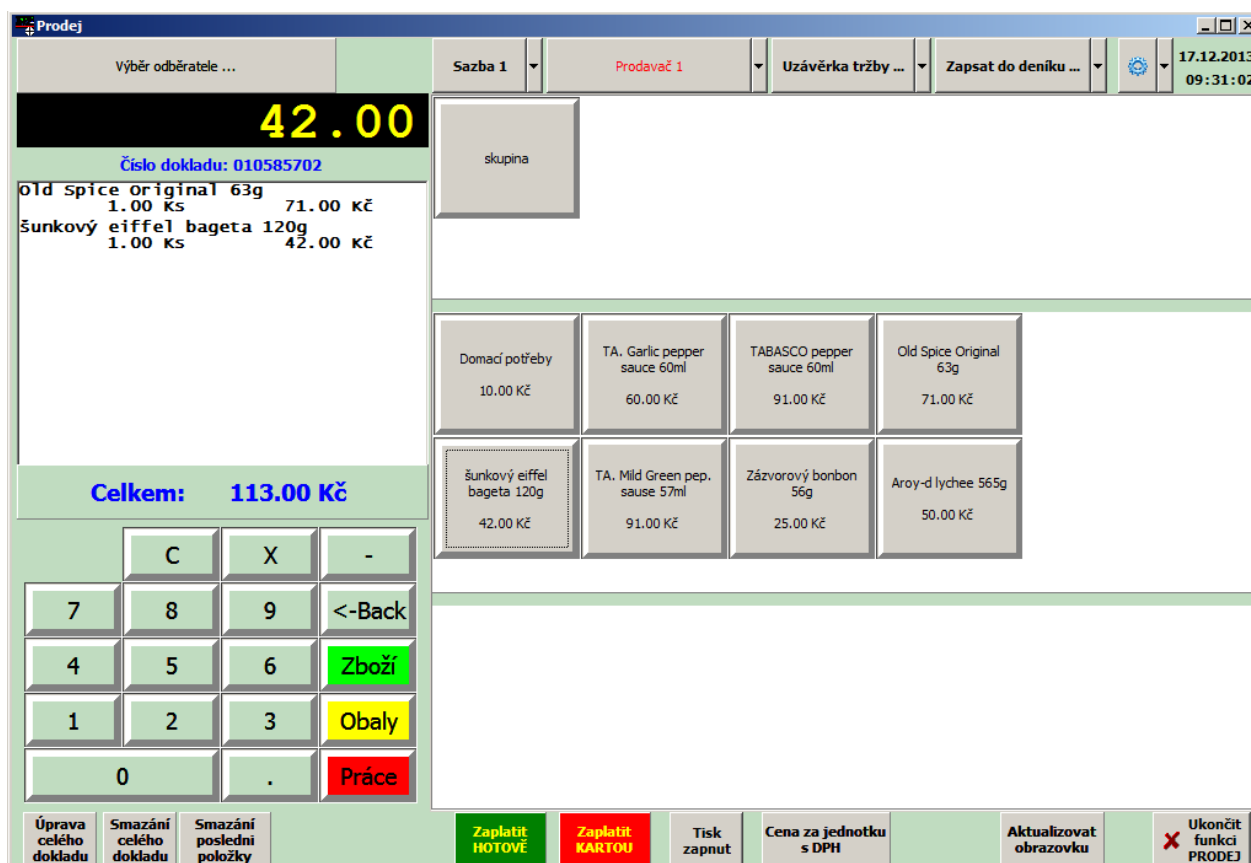 Prodej
Výběr odběratele ...
Sazba 1
Prodavač 1
Uzávěrka tržby ...
Zapsat do deníku ...
17.12.2013
09:31:02
42.00
Číslo dokladu: 010585702
Old Spice Original 63g
1.00 Ks 71.00 Kč
šunkový eiffel bageta 120g
1.00 Ks 42.00 Kč
Celkem: 113.00 Kč
skupina
Domací potřeby
10.00 Kč
TA. Garlic pepper
sauce 60ml
60.00 Kč
TABASCO pepper
sauce 60ml
91.00 Kč
Old Spice Original
63g
71.00 Kč
šunkový eiffel
bageta 120g
42.00 Kč
TA. Mild Green pep.
sause 57ml
91.00 Kč
Zázvorový bonbon
56g
25.00 Kč
Aroy-d lychee 565g
50.00 Kč
C X -
7 8 9 <-Back
4 5 6 Zboží
1 2 3 Obaly
0 . Práce
Úprava
celého
dokladu
Smazání
celého
dokladu
Smazání
poslední
položky
Zaplatit
HOTOVĚ
Zaplatit
KARTOU
Tisk
zapnut
Cena za jednotku
s DPH
Aktualizovat
obrazovku
Ukončit
funkci
PRODEJ